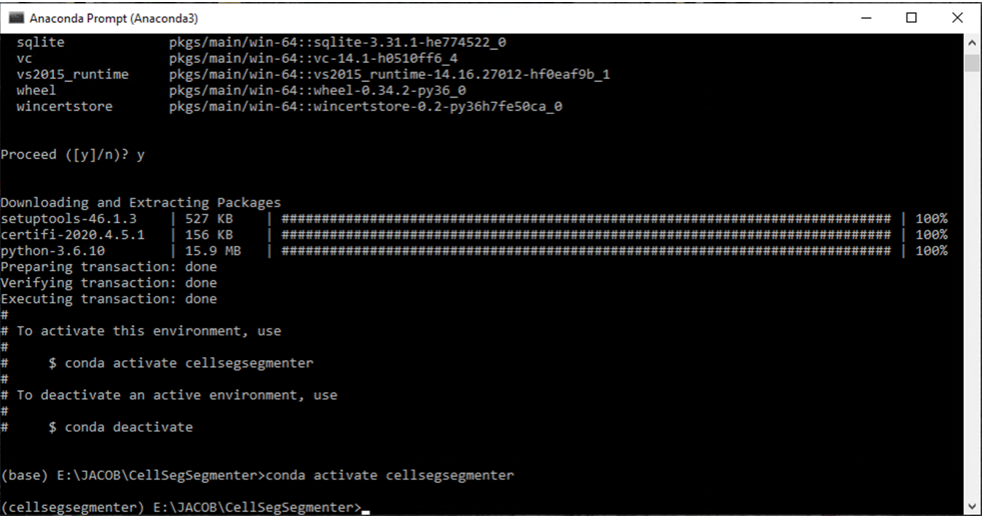 Anaconda Prompt (Anaconda3)
sqlite pkgs/main/win-64::sqlite-3.31.1-he774522_0
vc pkgs/main/win-64::vc-14.1-h0510ff6_4
vs2015_runtime pkgs/main/win-64::vs2015_runtime-14.16.27012-hf0eaf9b_1
wheel pkgs/main/win-64::wheel-0.34.2-py36_0
wincertstore pkgs/main/win-64::wincertstore-0.2-py36h7fe50ca_0
Proceed ([y]/n)? y
Downloading and Extracting Packages
setuptools-46.1.3 | 527 KB | ############################################################################ | 100%
certifi-2020.4.5.1 | 156 KB | ############################################################################ | 100%
python-3.6.10 | 15.9 MB | ############################################################################ | 100%
Preparing transaction: done
Verifying transaction: done
Executing transaction: done
#
# To activate this environment, use
#
# $ conda activate cellsegsegmenter
#
# To deactivate an active environment, use
#
# $ conda deactivate
(base) E:\JACOB\CellSegSegmenter>conda activate cellsegsegmenter
(cellsegsegmenter) E:\JACOB\CellSegSegmenter>